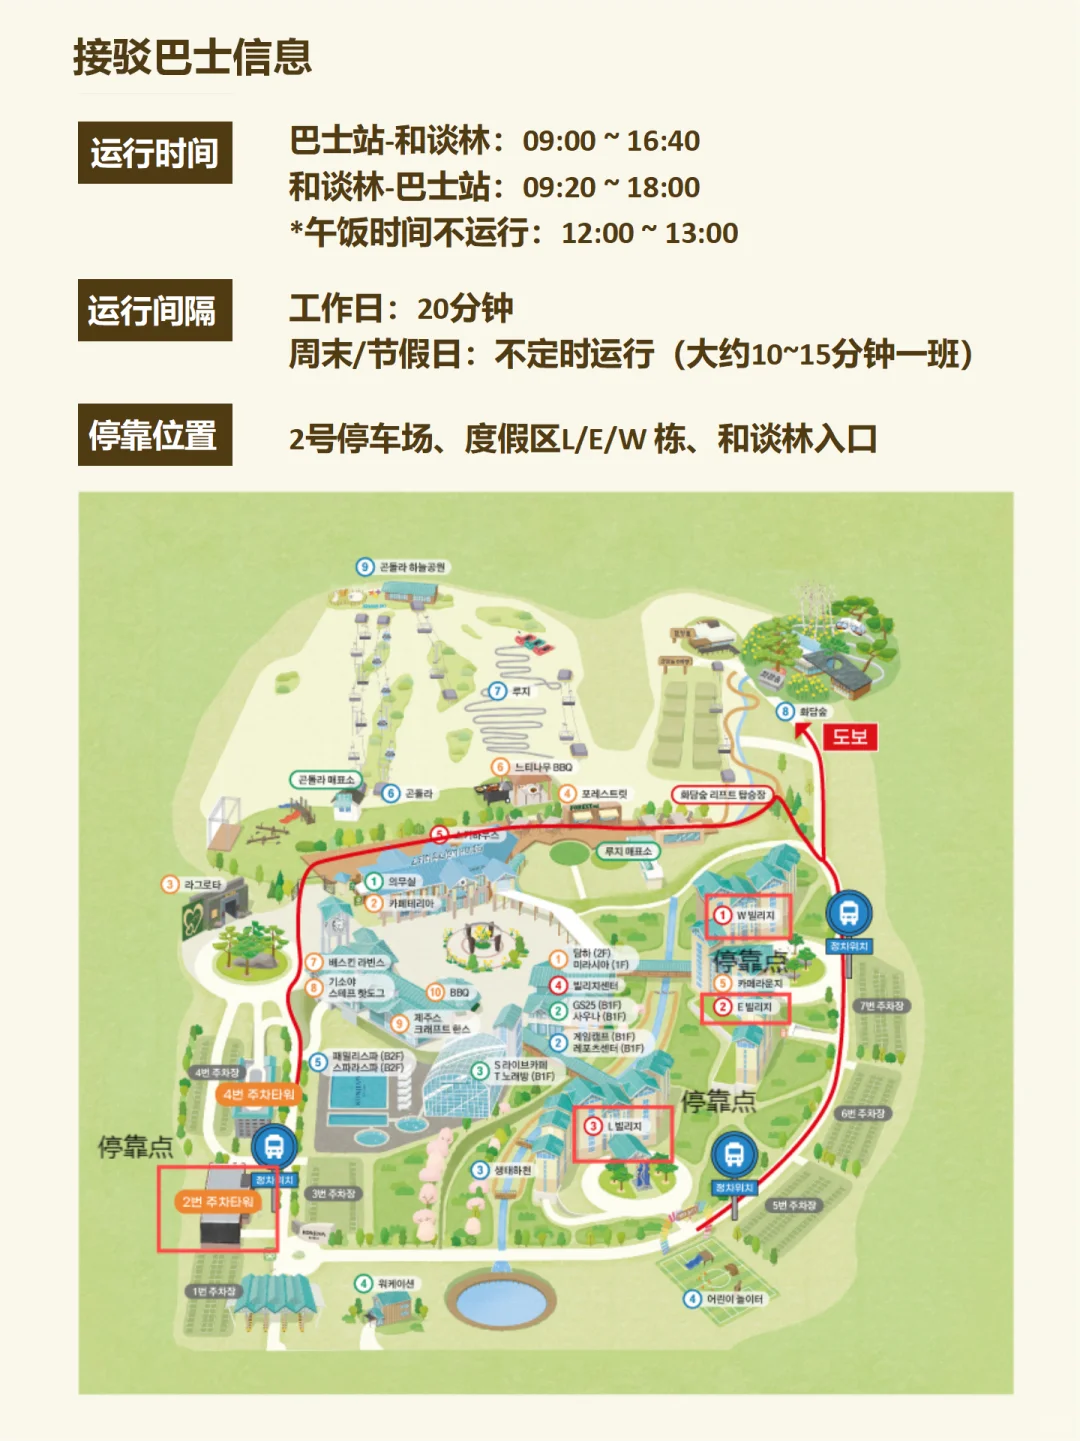 接驳巴士信息
运行时间
巴士站-和谈林：09:00 ~ 16:40
和谈林-巴士站：09:20 ~ 18:00
*午饭时间不运行：12:00 ~ 13:00
运行间隔
工作日：20分钟
周末/节假日：不定时运行（大约10~15分钟一班）
停靠位置
2号停车场、度假区L/E/W 栋、和谈林入口
9 곤돌라 하늘공원
7 루지
8 화담숲
도보
6 느티나무 BBQ
곤돌라 매표소
6 곤돌라
4 포레스트릿
화담숲 리프트 탑승장
5 스키하우스
루지 매표소
3 라그로타
1 의무실
2 카페테리아
1 W 빌리지
정차위치
停靠点
7 배스킨 라빈스
8 기소야
스테프 핫도그
10 BBQ
9 제주스
크래프트 한스
1 담하 (2F)
미라시아 (1F)
4 빌리지센터
2 GS25 (B1F)
사우나 (B1F)
2 게임캠프 (B1F)
레포츠센터 (B1F)
5 카페라운지
2 E 빌리지
7번 주차장
5 패밀리스파 (B2F)
스파라스파 (B2F)
3 S 라이브카페
T 노래방 (B1F)
4번 주차장
4번 주차타워
停靠点
6번 주차장
3 L 빌리지
停靠点
정차위치
2번 주차타워
3번 주차장
3 생태하천
정차위치
5번 주차장
1번 주차장
4 워케이션
4 어린이 놀이터